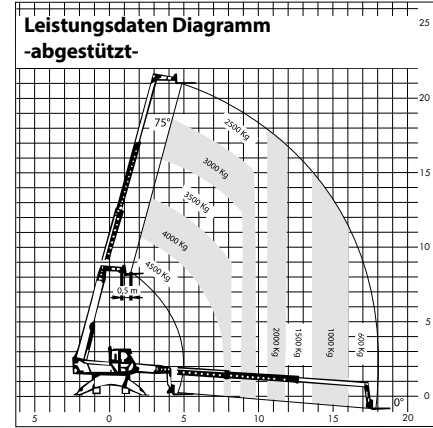 Leistungsdaten Diagramm
-abgestützt-
25
20
15
10
5
0
75°
2500 Kg
3000 Kg
3500 Kg
4000 Kg
4500 Kg
0,5 m
2000 Kg
1500 Kg
1000 Kg
600 Kg
0°
5 0 5 10 15 20